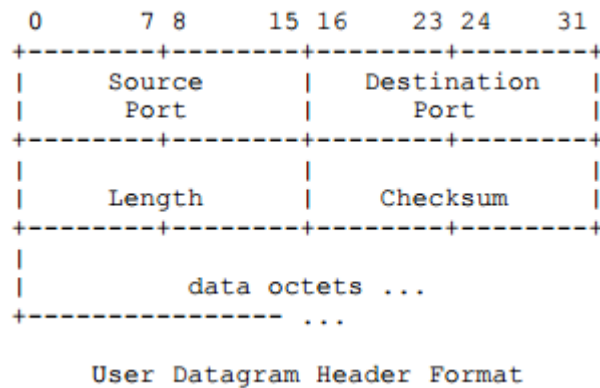 0      7 8     15 16    23 24    31
+--------+--------+--------+--------+
|     Source      |   Destination   |
|      Port       |      Port       |
+--------+--------+--------+--------+
|                 |                 |
|     Length      |    Checksum     |
+--------+--------+--------+--------+
|
|          data octets ...
+---------------- ...
User Datagram Header Format